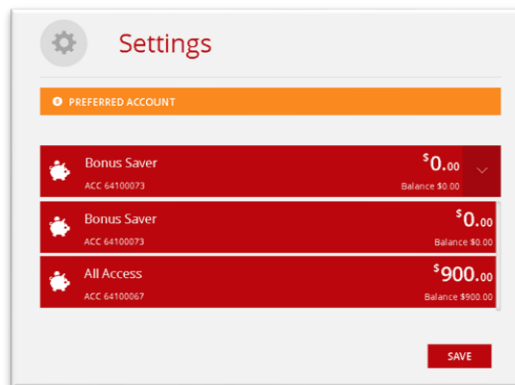 Settings
PREFERRED ACCOUNT
Bonus Saver $0.00
ACC 64100073 Balance $0.00
Bonus Saver $0.00
ACC 64100073 Balance $0.00
All Access $900.00
ACC 64100067 Balance $900.00
SAVE